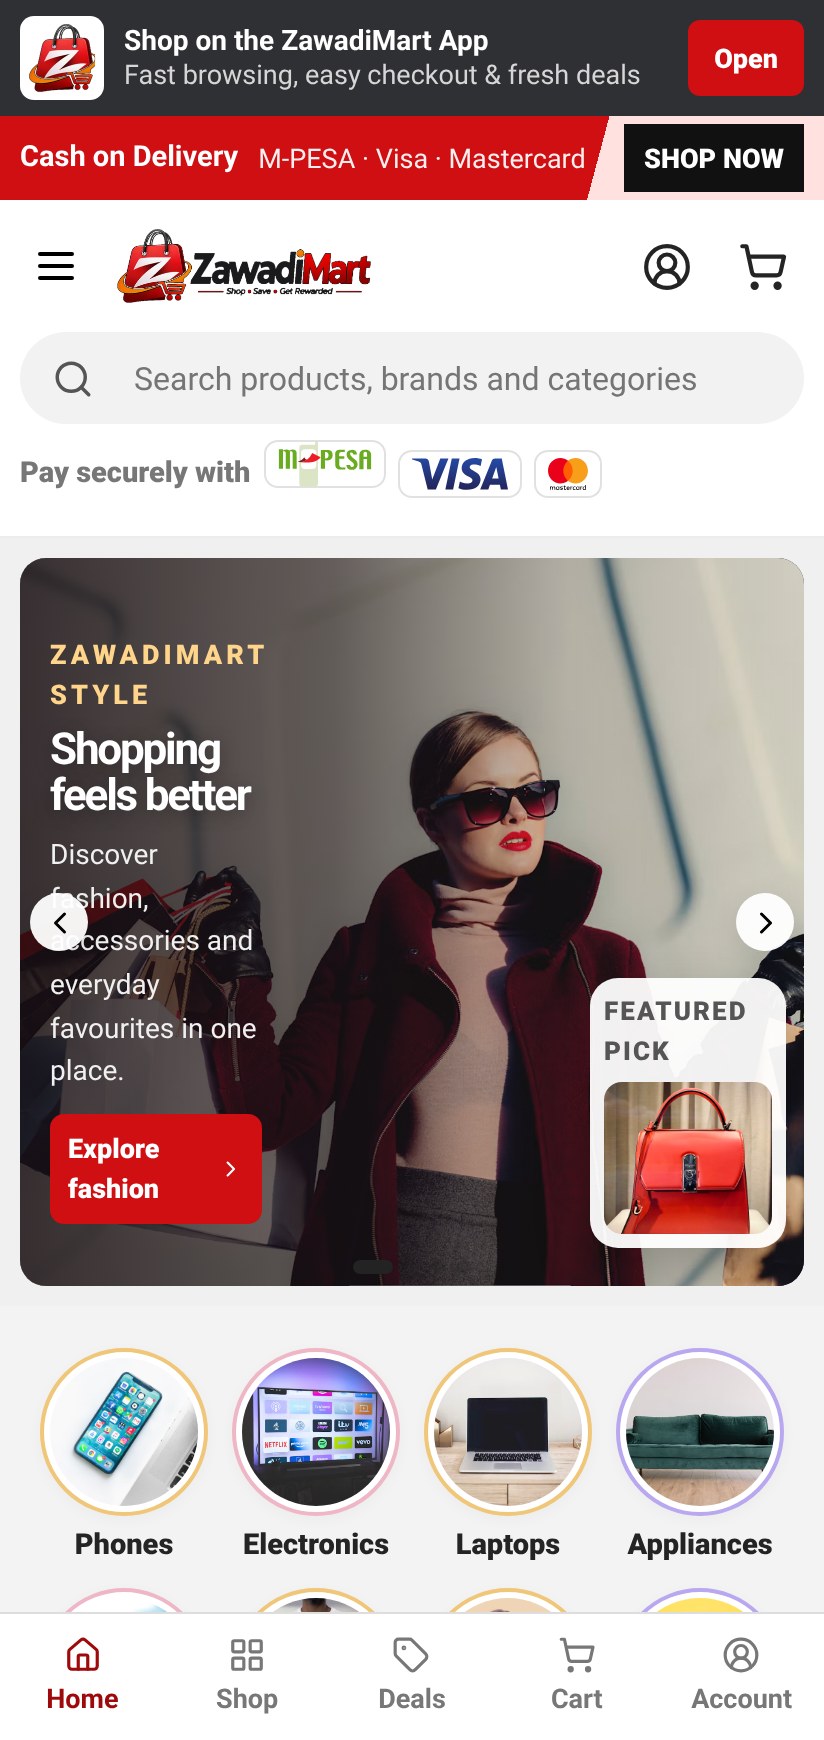 Shop on the ZawadiMart App
Fast browsing, easy checkout & fresh deals
Open
Cash on Delivery M-PESA · Visa · Mastercard
SHOP NOW
ZawadiMart
Shop • Save • Get Rewarded
Search products, brands and categories
Pay securely with
M-PESA
VISA
mastercard
ZAWADIMART
STYLE
Shopping
feels better
Discover
fashion,
accessories and
everyday
favourites in one
place.
Explore
fashion
FEATURED
PICK
NETFLIX
itv
vevo
Phones
Electronics
Laptops
Appliances
Home
Shop
Deals
Cart
Account